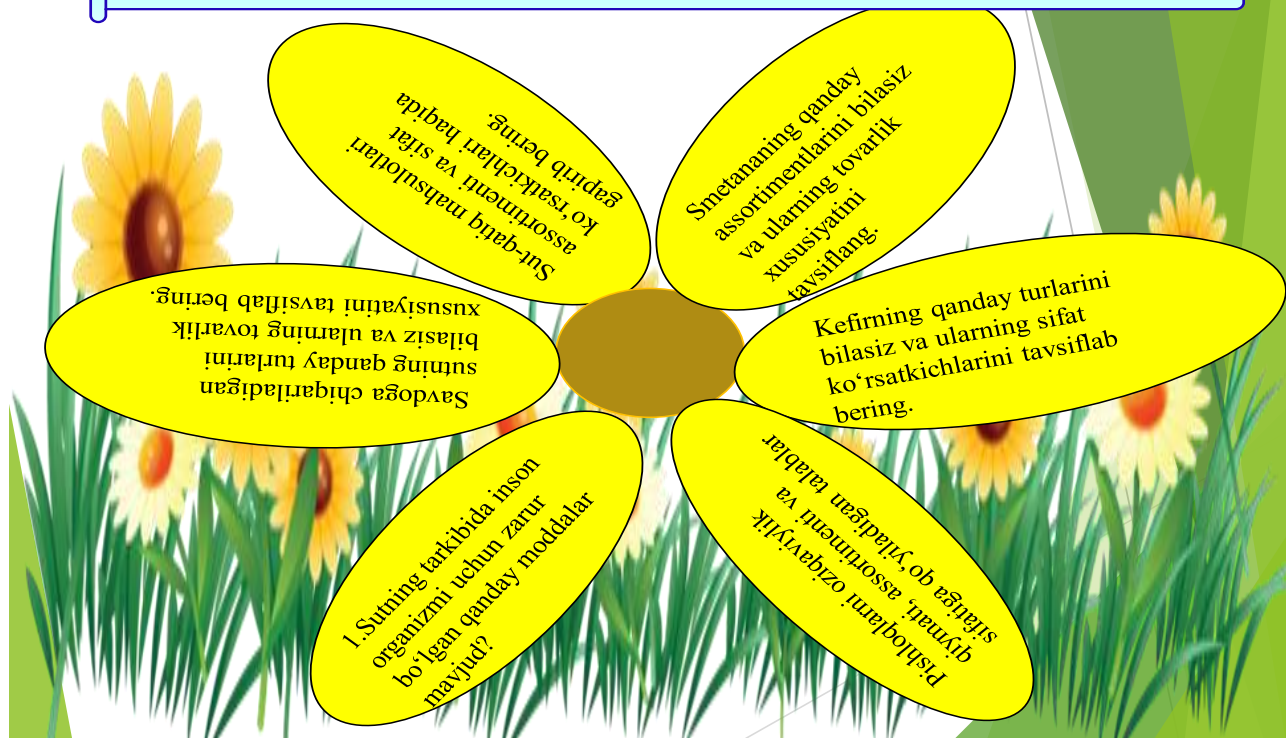 Sut-qatiq mahsulotlari
assortimenti va sifat
ko‘rsatkichlari haqida
gapirib bering.
Smetananing qanday
assortimentlarini bilasiz
va ularning tovarlik
xususiyatini
tavsiflang.
Savdoga chiqariladigan
sutning qanday turlarini
bilasiz va ularning tovarlik
xususiyatini tavsiflab bering.
Kefirning qanday turlarini
bilasiz va ularning sifat
ko‘rsatkichlarini tavsiflab
bering.
1.Sutning tarkibida inson
organizmi uchun zarur
bo‘lgan qanday moddalar
mavjud?
Pishloqlarni oziqaviylik
qiymati, assortimenti va
sifatiga qo‘yiladigan talablar